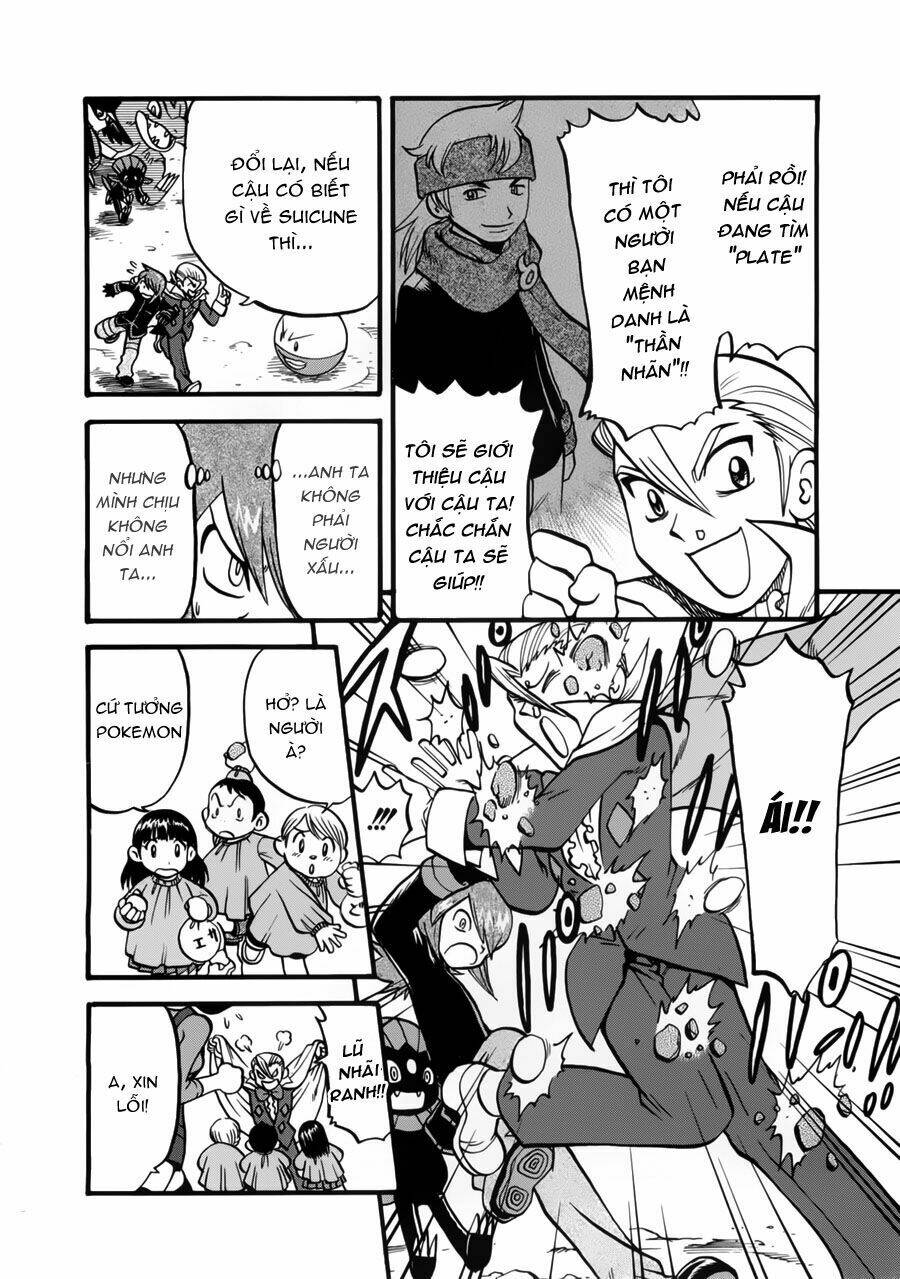 PHẢI RỒI!
NẾU CẬU
ĐANG TÌM
"PLATE"
THÌ TÔI
CÓ MỘT
NGƯỜI
BẠN
MỆNH
DANH LÀ
"THẦN
NHÃN"!!
TÔI SẼ GIỚI
THIỆU CẬU
VỚI CẬU TA!
CHẮC CHẮN
CẬU TA SẼ
GIÚP!!
ĐỔI LẠI, NẾU
CẬU CÓ BIẾT
GÌ VỀ SUICUNE
THÌ...
...ANH TA
KHÔNG
PHẢI
NGƯỜI
XẤU...
NHƯNG
MÌNH CHỊU
KHÔNG
NỔI ANH
TA...
ÁI!!
!!!
HỞ? LÀ
NGƯỜI
À?
CỨ TƯỞNG
POKEMON
LŨ
NHÃI
RANH!!
A, XIN
LỖI!